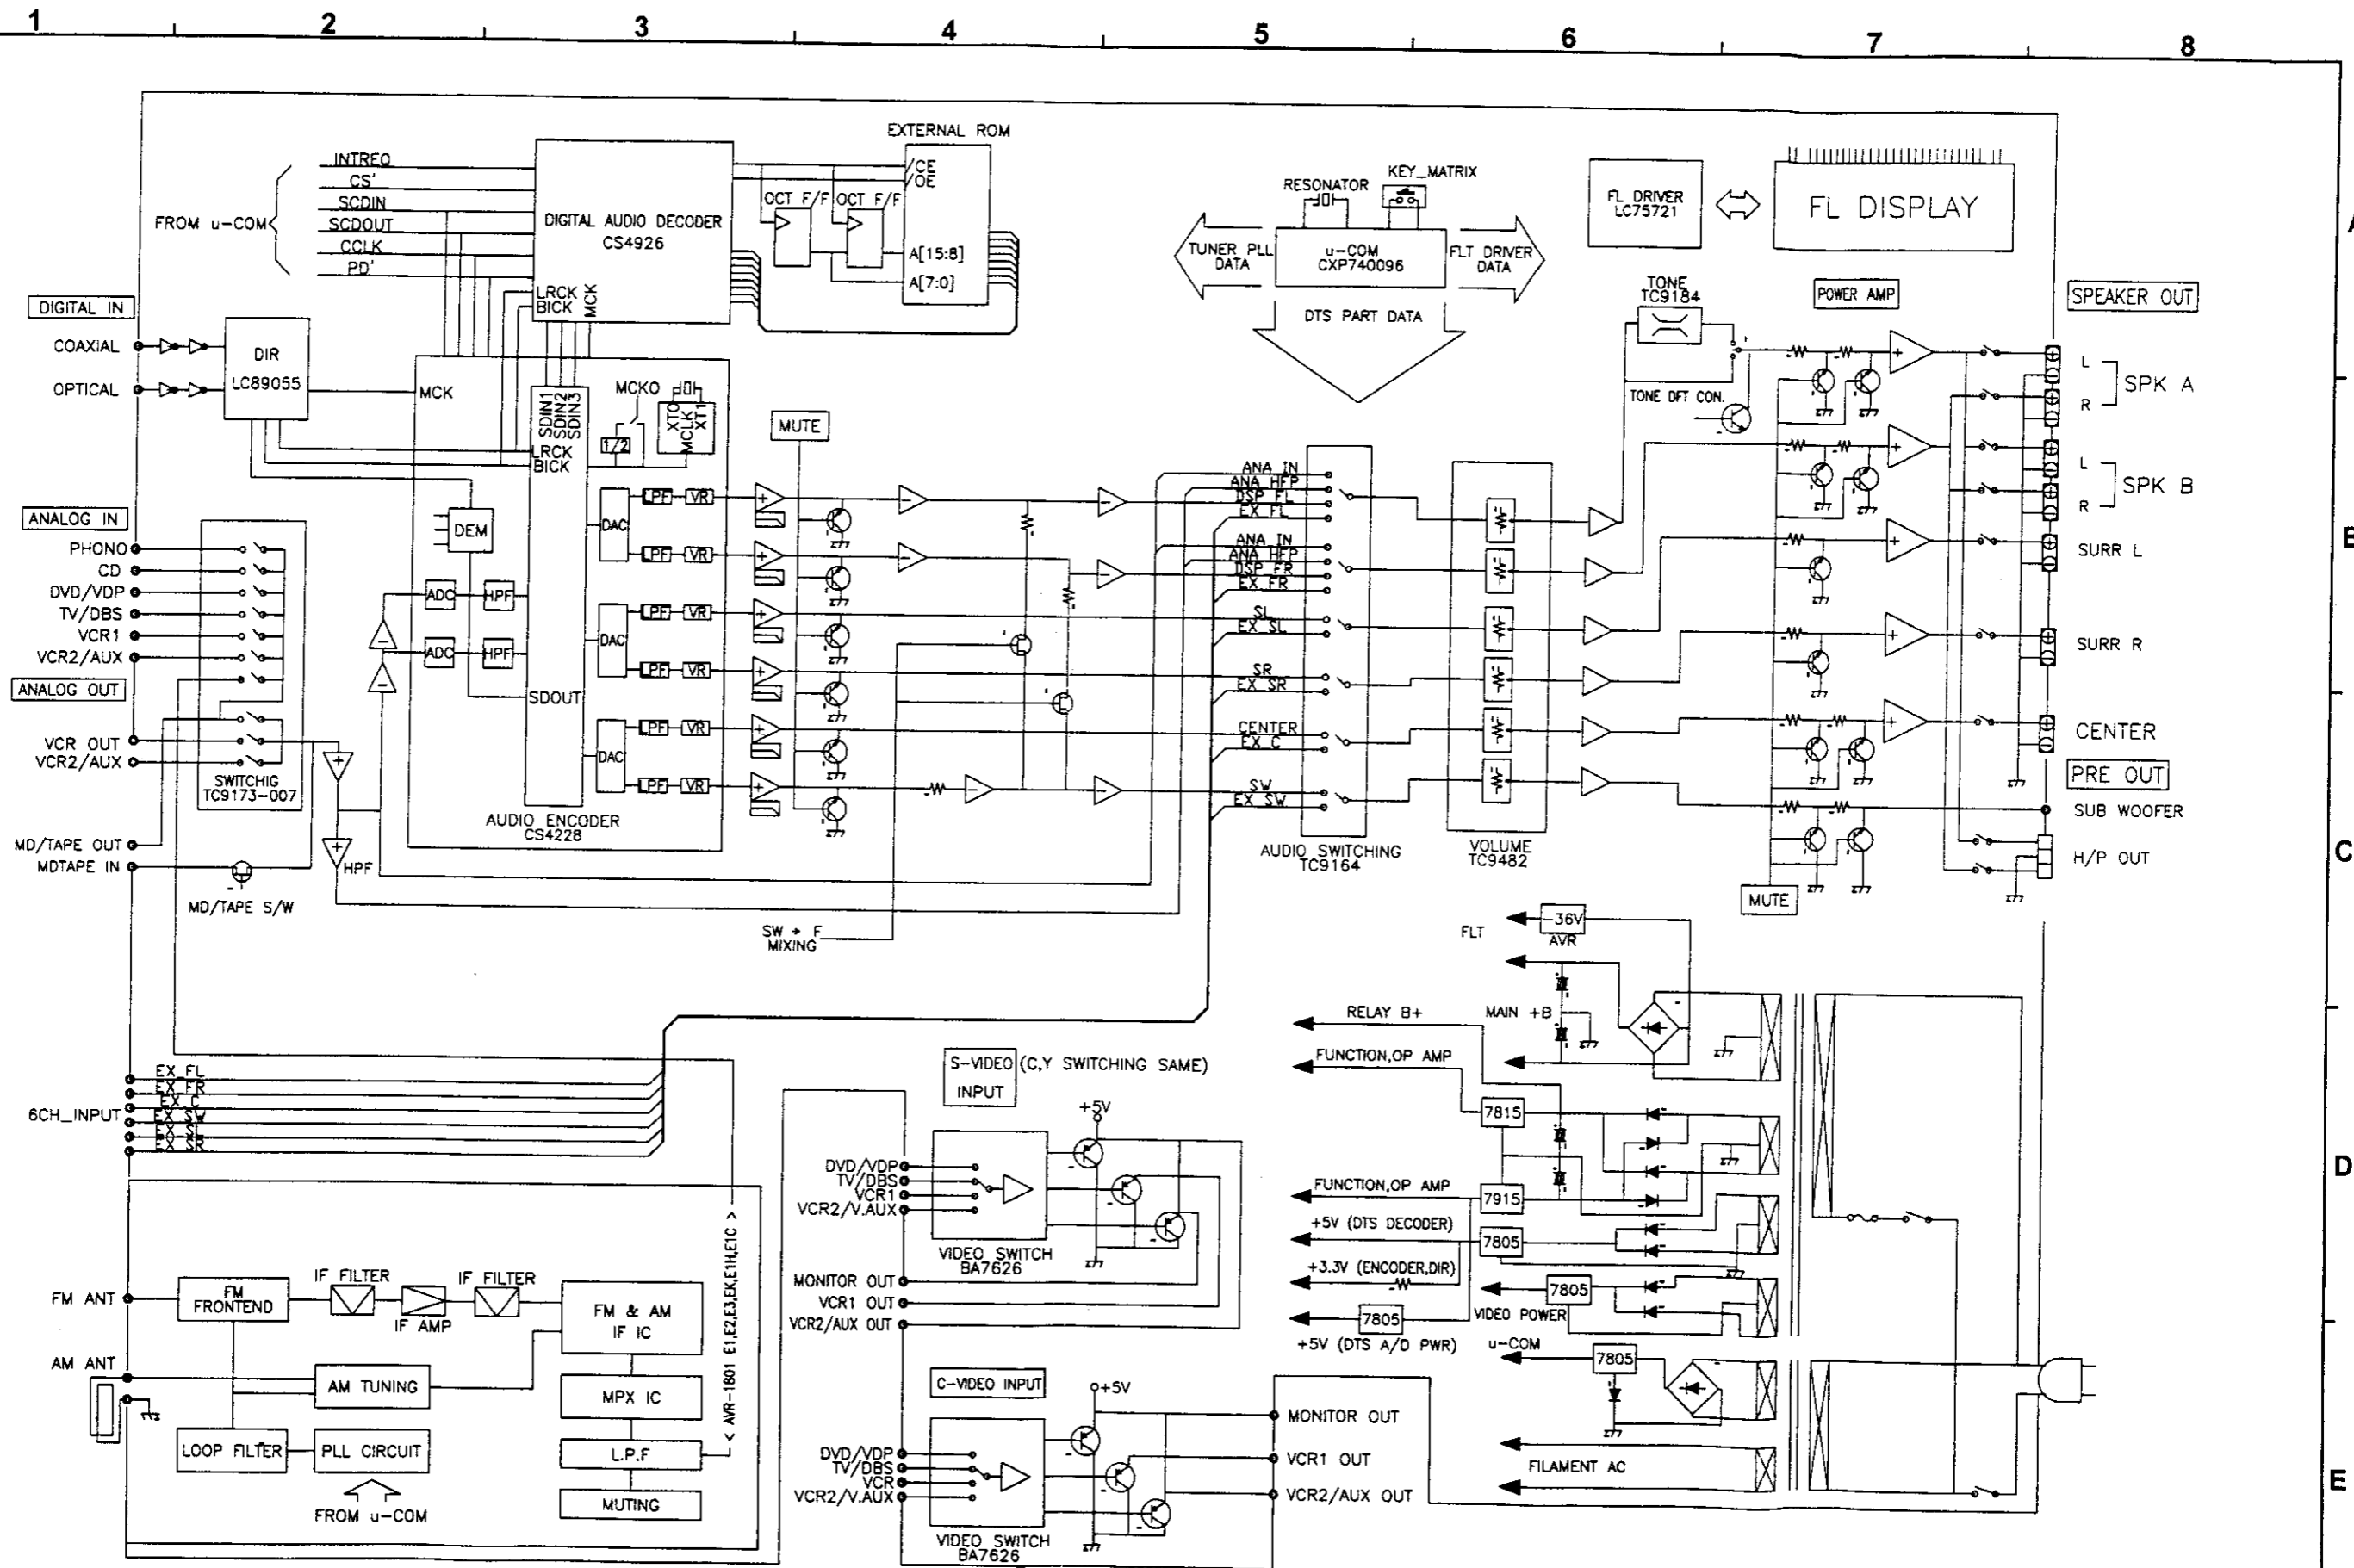 1 2 3 4 5 6 7 8
A
B
C
D
E
EXTERNAL ROM
INTREQ
CS'
SCDIN
SCDOUT
CCLK
PD'
FROM u-COM
DIGITAL AUDIO DECODER
CS4926
LRCK
BICK
MCK
OCT F/F OCT F/F
/CE
/OE
A[15:8]
A[7:0]
RESONATOR
KEY_MATRIX
TUNER PLL
DATA
u-COM
CXP740096
FLT DRIVER
DATA
DTS PART DATA
FL DRIVER
LC75721
FL DISPLAY
TONE
TC9184
TONE DFT CON.
POWER AMP
SPEAKER OUT
L
R
SPK A
L
R
SPK B
SURR L
SURR R
CENTER
PRE OUT
SUB WOOFER
H/P OUT
MUTE
DIGITAL IN
COAXIAL
OPTICAL
DIR
LC89055
MCK
SDIN1
SDIN2
SDIN3
LRCK
BICK
MCKO
1/2
XTO
MCLK
XT1
MUTE
DEM
ADC HPF
ADC HPF
SDOUT
DAC
LPF VR
LPF VR
DAC
LPF VR
LPF VR
DAC
LPF VR
LPF VR
AUDIO ENCODER
CS4228
ANALOG IN
PHONO
CD
DVD/VDP
TV/DBS
VCR1
VCR2/AUX
ANALOG OUT
VCR OUT
VCR2/AUX
SWITCHIG
TC9173-007
MD/TAPE OUT
MDTAPE IN
MD/TAPE S/W
HPF
SW → F
MIXING
ANA IN
ANA HFP
DSP FL
EX FL
ANA IN
ANA HFP
DSP FR
EX FR
SL
EX SL
SR
EX SR
CENTER
EX C
SW
EX SW
AUDIO SWITCHING
TC9164
VOLUME
TC9482
6CH_INPUT
EX FL
EX FR
EX C
EX SW
EX SL
EX SR
FM ANT
FM
FRONTEND
IF FILTER
IF AMP
IF FILTER
FM & AM
IF IC
AM ANT
AM TUNING
MPX IC
LOOP FILTER
PLL CIRCUIT
L.P.F
MUTING
FROM u-COM
< AVR-1801 E1,E2,E3,EK,E1H,E1C >
S-VIDEO
INPUT
(C,Y SWITCHING SAME)
+5V
DVD/VDP
TV/DBS
VCR1
VCR2/V.AUX
VIDEO SWITCH
BA7626
MONITOR OUT
VCR1 OUT
VCR2/AUX OUT
C-VIDEO INPUT
+5V
DVD/VDP
TV/DBS
VCR
VCR2/V.AUX
VIDEO SWITCH
BA7626
MONITOR OUT
VCR1 OUT
VCR2/AUX OUT
FLT
-36V
AVR
RELAY B+
MAIN +B
FUNCTION,OP AMP
7815
FUNCTION,OP AMP
7915
+5V (DTS DECODER)
7805
+3.3V (ENCODER,DIR)
7805
VIDEO POWER
7805
+5V (DTS A/D PWR)
u-COM
7805
FILAMENT AC